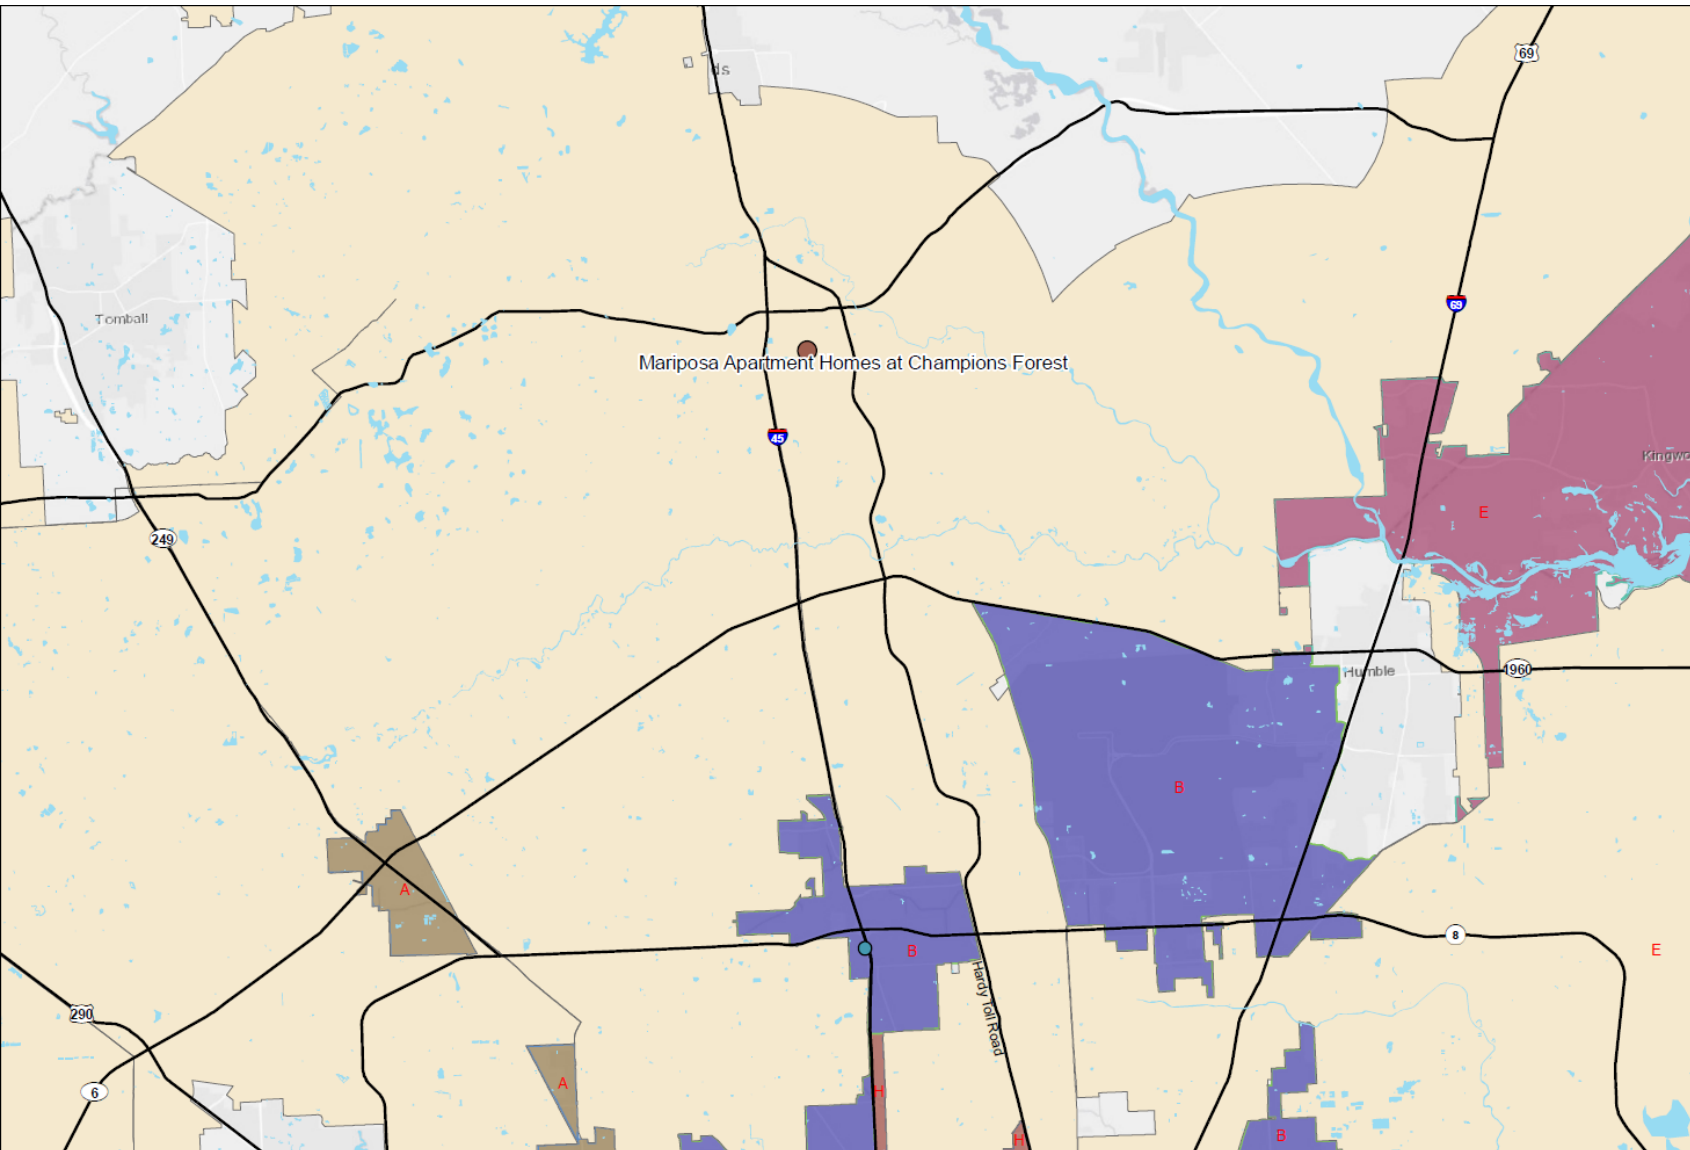 69
ds
69
Tomball
Mariposa Apartment Homes at Champions Forest
45
Kingwo
E
249
1960
Humble
B
A
8
B
E
Hardy Toll Road
290
A
6
H
B
H